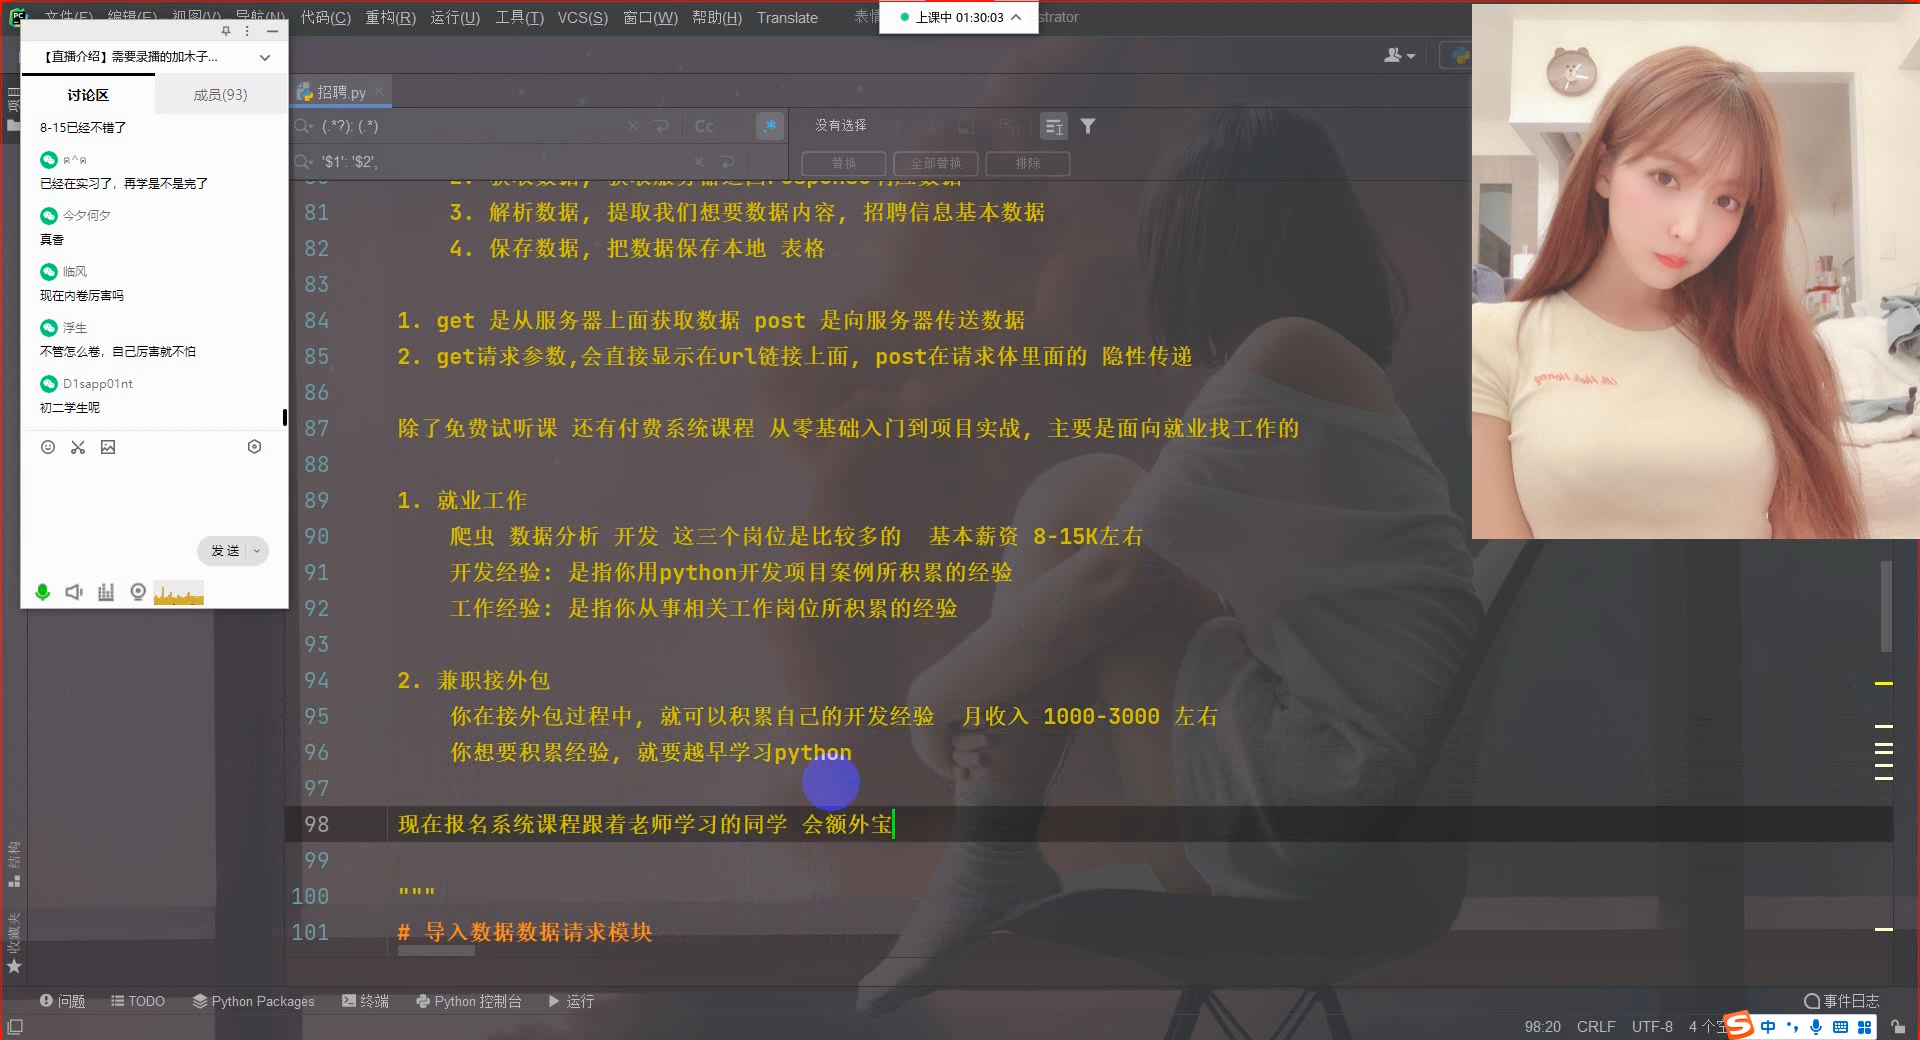 代码(C) 重构(R) 运行(U) 工具(T) VCS(S) 窗口(W) 帮助(H) Translate
上课中 01:30:03
【直播介绍】需要录播的加木子...
讨论区
成员(93)
8-15已经不错了
ฅ^ฅ
已经在实习了，再学是不是完了
今夕何夕
真香
临风
现在内卷厉害吗
浮生
不管怎么卷，自己厉害就不怕
D1sapp01nt
初二学生呢
发送
招聘.py
(.*?): (.*)
Cc
.*
没有选择
'$1': '$2',
替换
全部替换
排除
81 3. 解析数据, 提取我们想要数据内容, 招聘信息基本数据
82 4. 保存数据, 把数据保存本地 表格
83
84 1. get 是从服务器上面获取数据 post 是向服务器传送数据
85 2. get请求参数,会直接显示在url链接上面, post在请求体里面的 隐性传递
86
87 除了免费试听课 还有付费系统课程 从零基础入门到项目实战, 主要是面向就业找工作的
88
89 1. 就业工作
90 爬虫 数据分析 开发 这三个岗位是比较多的 基本薪资 8-15K左右
91 开发经验: 是指你用python开发项目案例所积累的经验
92 工作经验: 是指你从事相关工作岗位所积累的经验
93
94 2. 兼职接外包
95 你在接外包过程中, 就可以积累自己的开发经验 月收入 1000-3000 左右
96 你想要积累经验, 就要越早学习python
97
98 现在报名系统课程跟着老师学习的同学 会额外宝
99
100 """
101 # 导入数据数据请求模块
结构
收藏夹
问题 TODO Python Packages 终端 Python 控制台 运行
事件日志
98:20 CRLF UTF-8
中